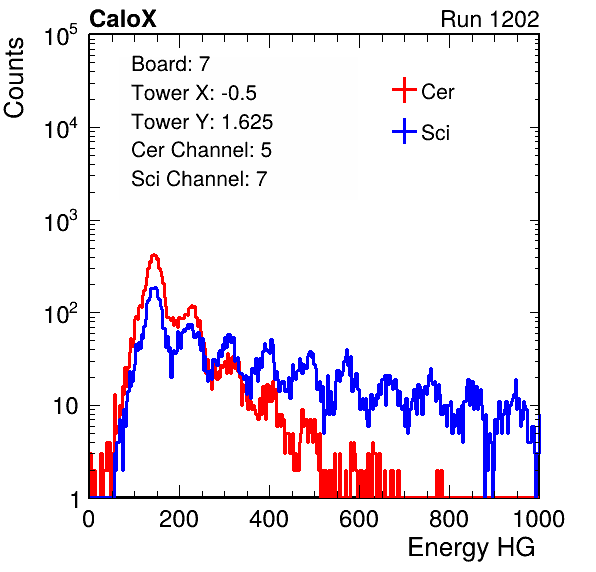 CaloX Run 1202
Counts
Board: 7
Tower X: -0.5
Tower Y: 1.625
Cer Channel: 5
Sci Channel: 7
Cer
Sci
10^5
10^4
10^3
10^2
10
1
0 200 400 600 800 1000
Energy HG